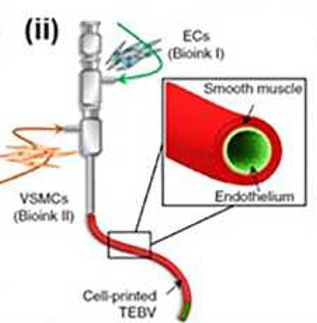 (ii)
ECs
(Bioink I)
Smooth muscle
Endothelium
VSMCs
(Bioink II)
Cell-printed
TEBV